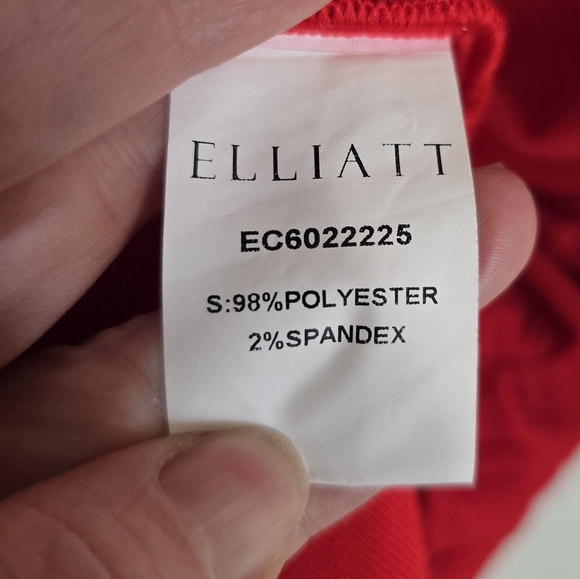 ELLIATT
EC6022225
S:98%POLYESTER
2%SPANDEX